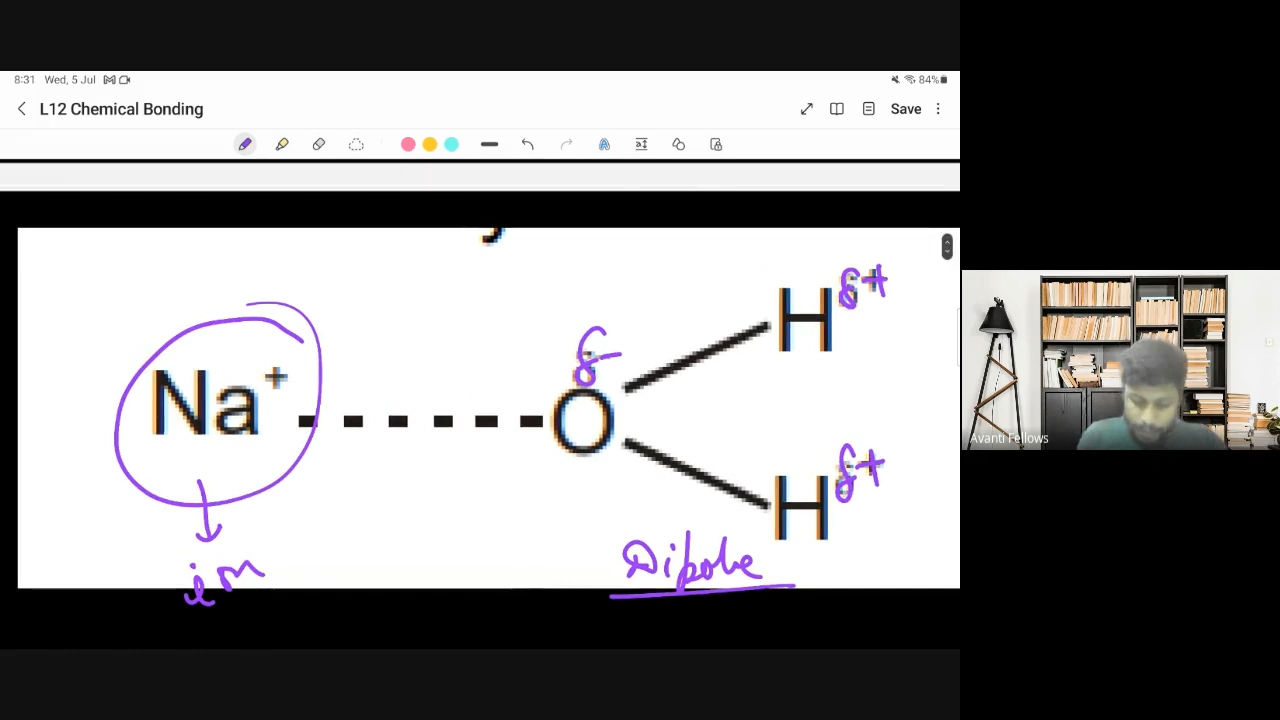 8:31 Wed, 5 Jul 84%
L12 Chemical Bonding
Save
H δ+
δ-
Na+ O
H δ+
Dipole
ion
Avanti Fellows